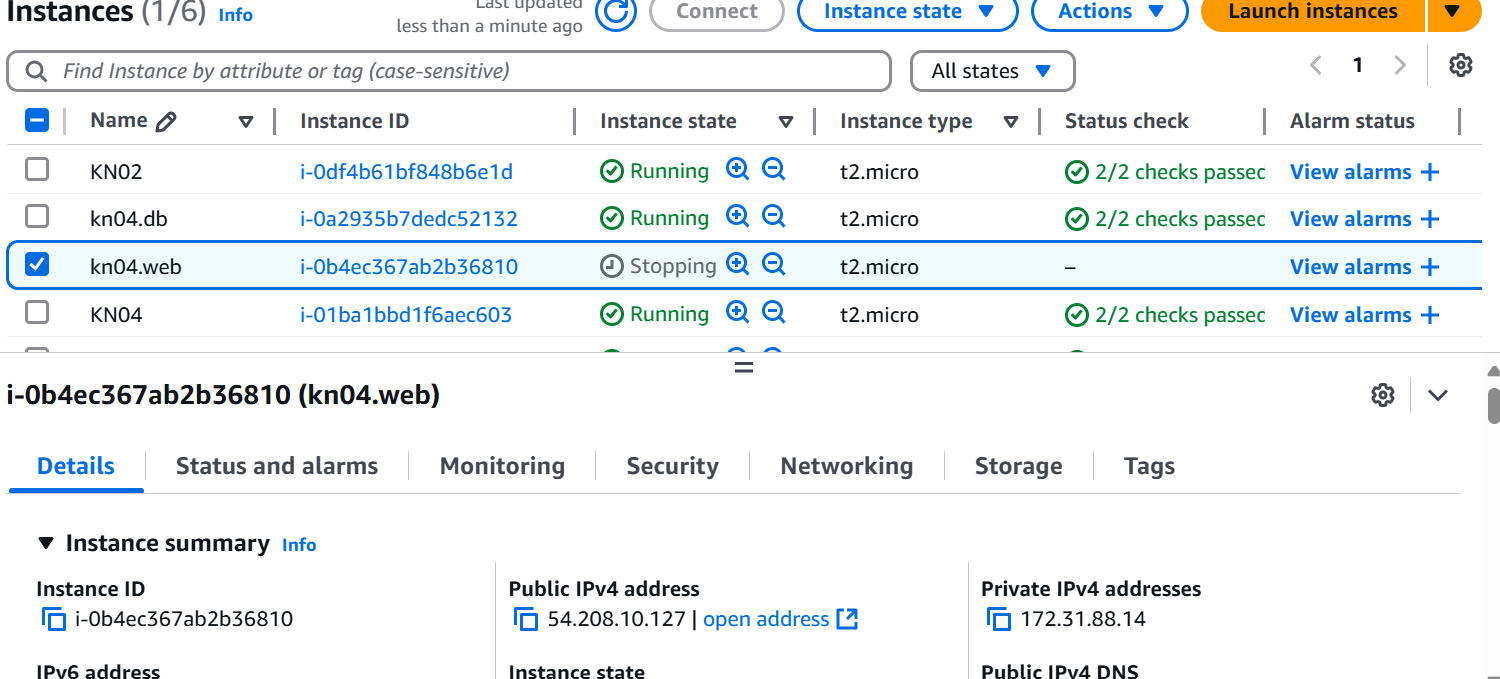 Instances (1/6) Info
Last updated
less than a minute ago
Connect
Instance state
Actions
Launch instances
Find Instance by attribute or tag (case-sensitive)
All states
1
Name Instance ID Instance state Instance type Status check Alarm status
KN02 i-0df4b61bf848b6e1d Running t2.micro 2/2 checks passed View alarms
kn04.db i-0a2935b7dedc52132 Running t2.micro 2/2 checks passed View alarms
kn04.web i-0b4ec367ab2b36810 Stopping t2.micro – View alarms
KN04 i-01ba1bbd1f6aec603 Running t2.micro 2/2 checks passed View alarms
i-0b4ec367ab2b36810 (kn04.web)
Details Status and alarms Monitoring Security Networking Storage Tags
Instance summary Info
Instance ID Public IPv4 address Private IPv4 addresses
i-0b4ec367ab2b36810 54.208.10.127 | open address 172.31.88.14
IPv6 address Instance state Public IPv4 DNS